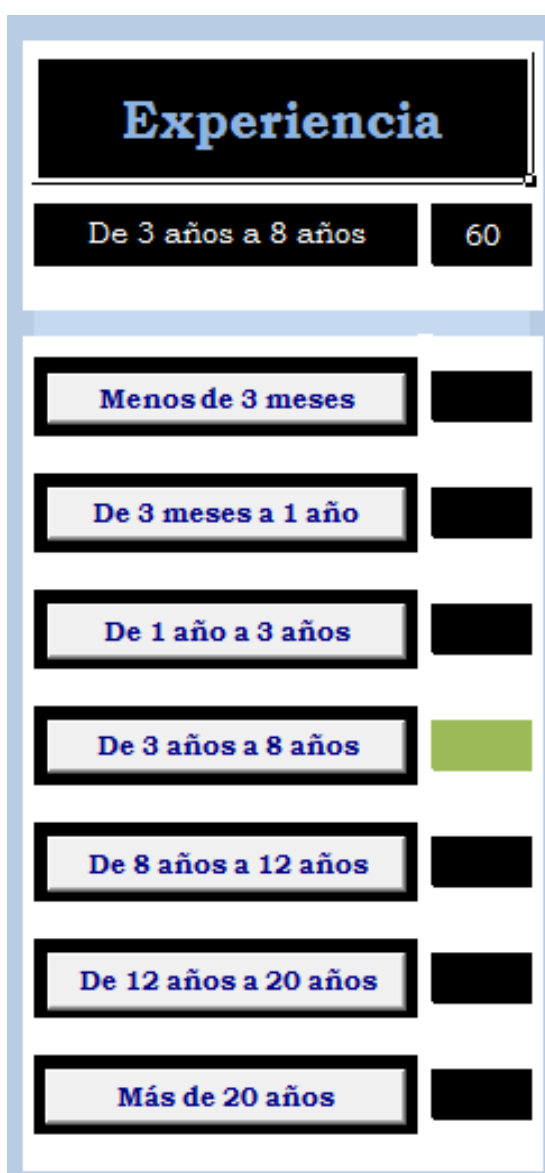 Experiencia
De 3 años a 8 años 60
Menos de 3 meses
De 3 meses a 1 año
De 1 año a 3 años
De 3 años a 8 años
De 8 años a 12 años
De 12 años a 20 años
Más de 20 años